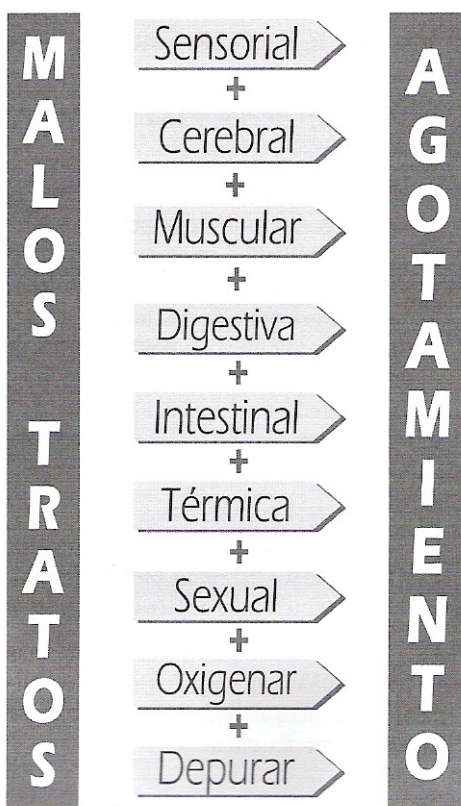 MALOS TRATOS
Sensorial
+
Cerebral
+
Muscular
+
Digestiva
+
Intestinal
+
Térmica
+
Sexual
+
Oxigenar
+
Depurar
AGOTAMIENTO